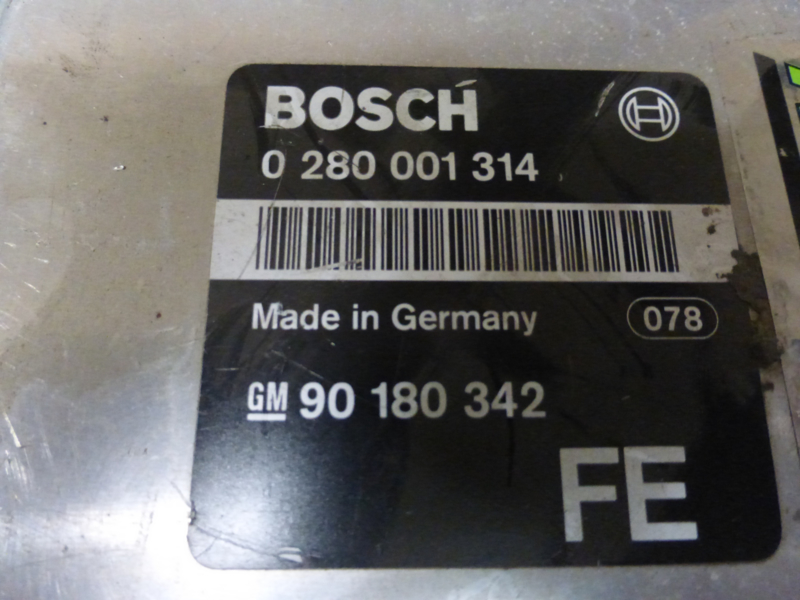 BOSCH
0 280 001 314
Made in Germany 078
GM 90 180 342
FE